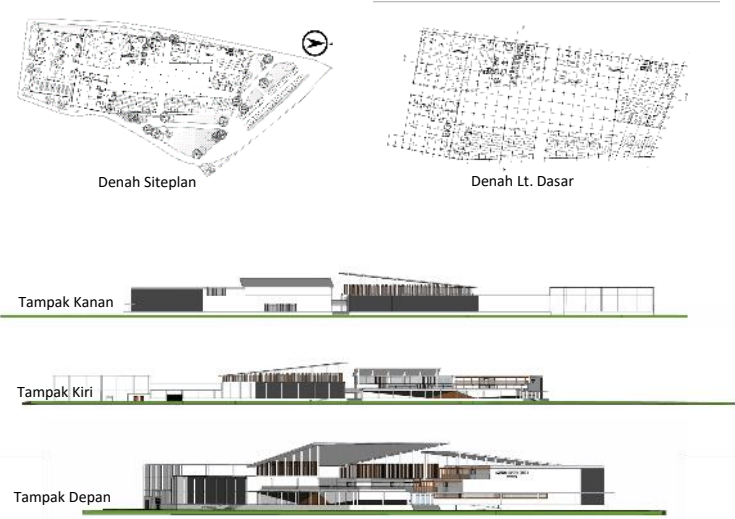 Denah Siteplan
Denah Lt. Dasar
Tampak Kanan
Tampak Kiri
Tampak Depan